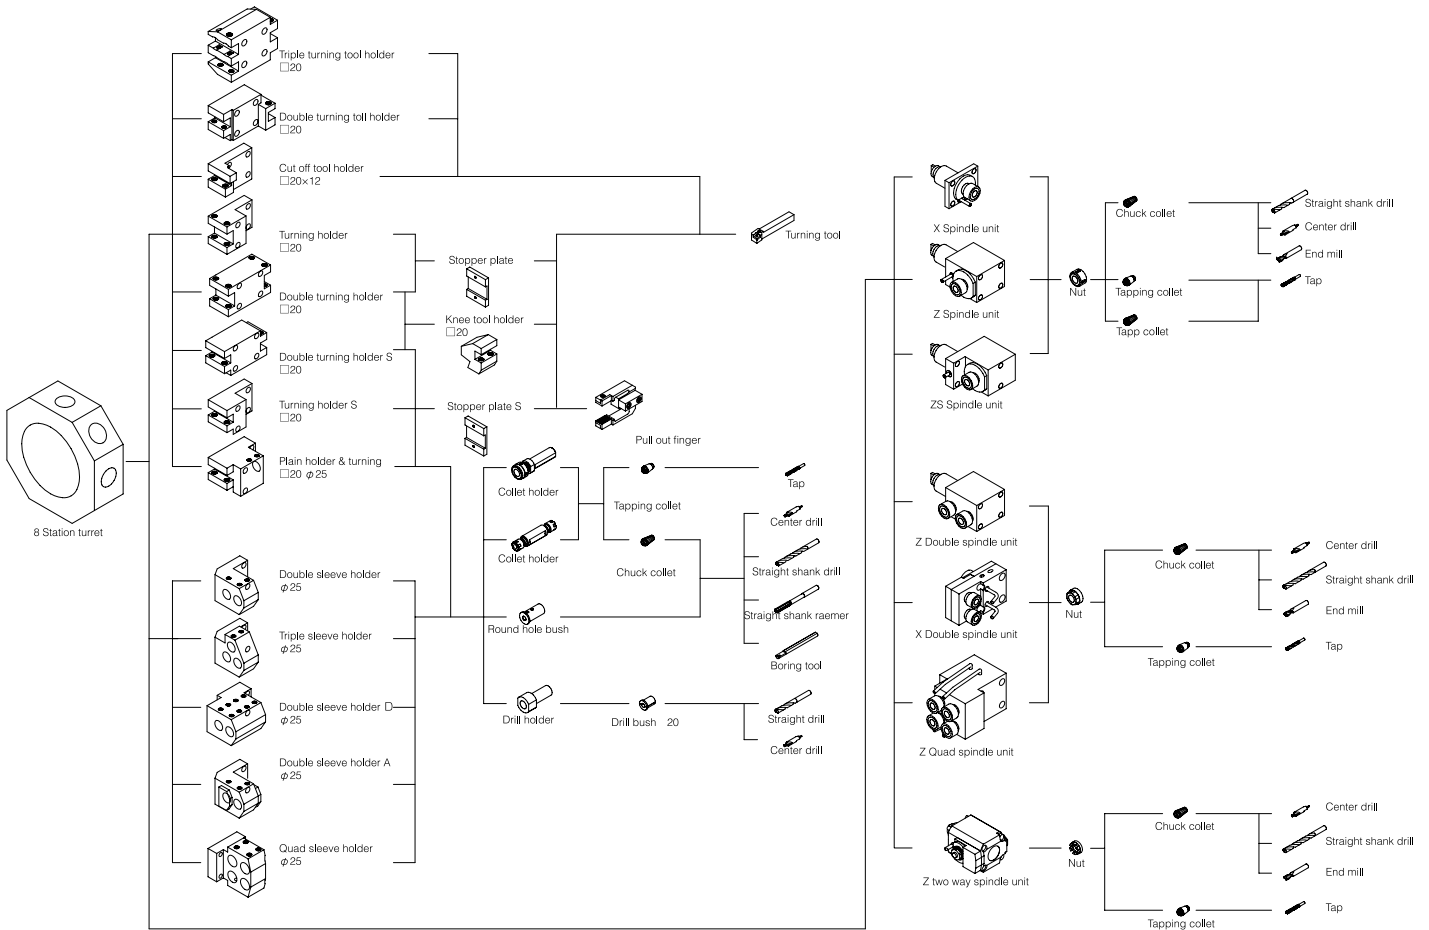 8 Station turret
Triple turning tool holder
□20
Double turning toll holder
□20
Cut off tool holder
□20×12
Turning holder
□20
Double turning holder
□20
Double turning holder S
□20
Turning holder S
□20
Plain holder & turning
□20 φ25
Double sleeve holder
φ25
Triple sleeve holder
φ25
Double sleeve holder D
φ25
Double sleeve holder A
φ25
Quad sleeve holder
φ25
Stopper plate
Knee tool holder
□20
Stopper plate S
Turning tool
Pull out finger
Collet holder
Collet holder
Round hole bush
Drill holder
Tapping collet
Chuck collet
Drill bush 20
Tap
Center drill
Straight shank drill
Straight shank raemer
Boring tool
Straight drill
Center drill
X Spindle unit
Z Spindle unit
ZS Spindle unit
Nut
Chuck collet
Tapping collet
Tapp collet
Straight shank drill
Center drill
End mill
Tap
Z Double spindle unit
X Double spindle unit
Z Quad spindle unit
Nut
Chuck collet
Tapping collet
Center drill
Straight shank drill
End mill
Tap
Z two way spindle unit
Nut
Chuck collet
Tapping collet
Center drill
Straight shank drill
End mill
Tap